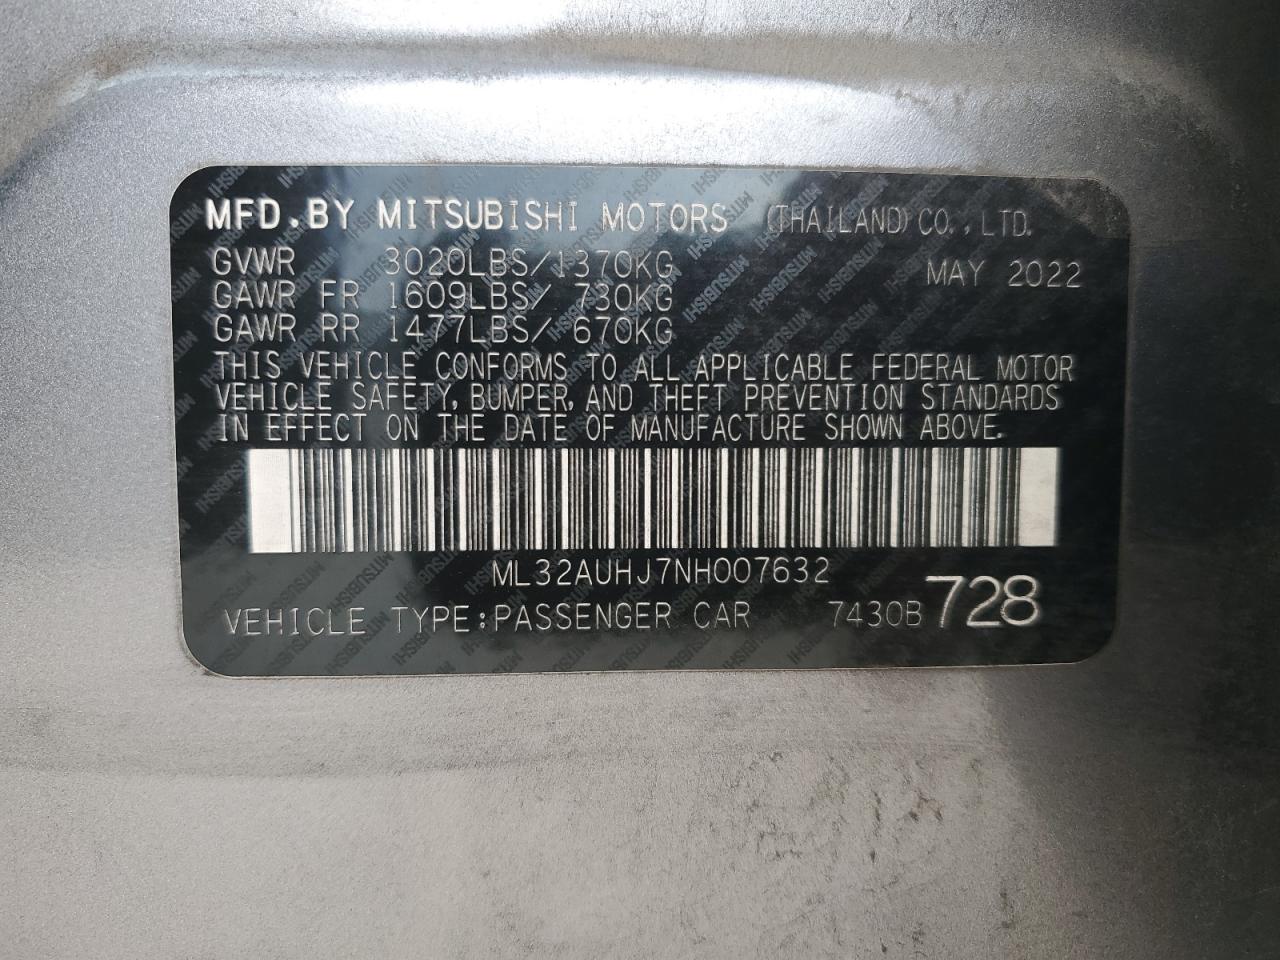 MFD.BY MITSUBISHI MOTORS (THAILAND) CO.,LTD.
GVWR 3020LBS/1370KG MAY 2022
GAWR FR 1609LBS/ 730KG
GAWR RR 1477LBS/ 670KG
THIS VEHICLE CONFORMS TO ALL APPLICABLE FEDERAL MOTOR
VEHICLE SAFETY, BUMPER, AND THEFT PREVENTION STANDARDS
IN EFFECT ON THE DATE OF MANUFACTURE SHOWN ABOVE.
ML32AUHJ7NH007632
VEHICLE TYPE:PASSENGER CAR 7430B 728